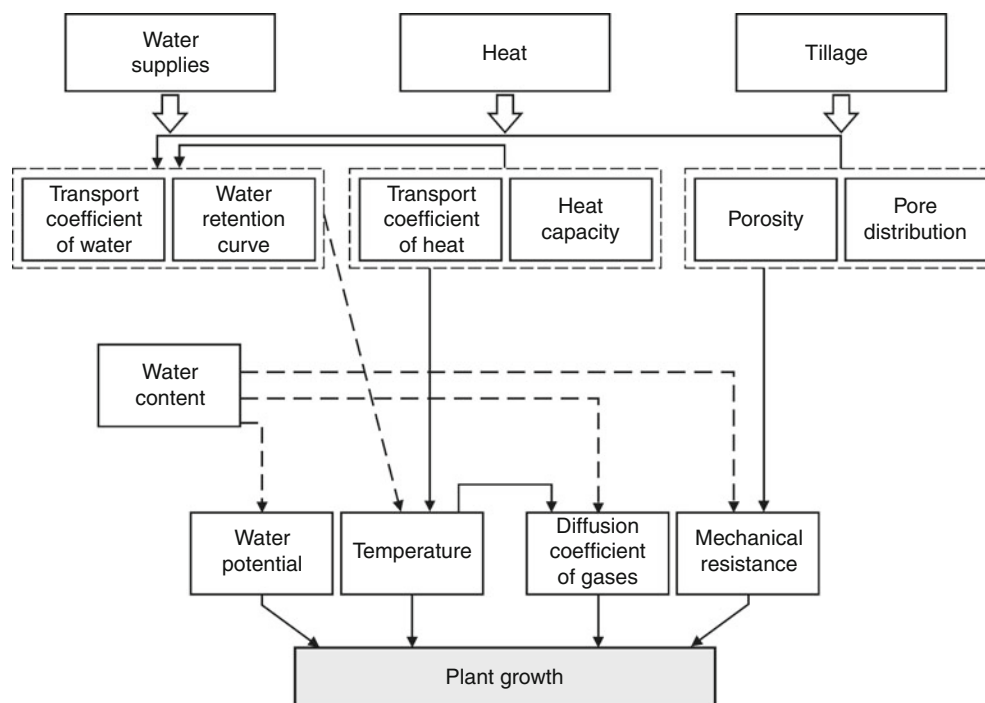 Water
supplies
Heat
Tillage
Transport
coefficient
of water
Water
retention
curve
Transport
coefficient
of heat
Heat
capacity
Porosity
Pore
distribution
Water
content
Water
potential
Temperature
Diffusion
coefficient
of gases
Mechanical
resistance
Plant growth